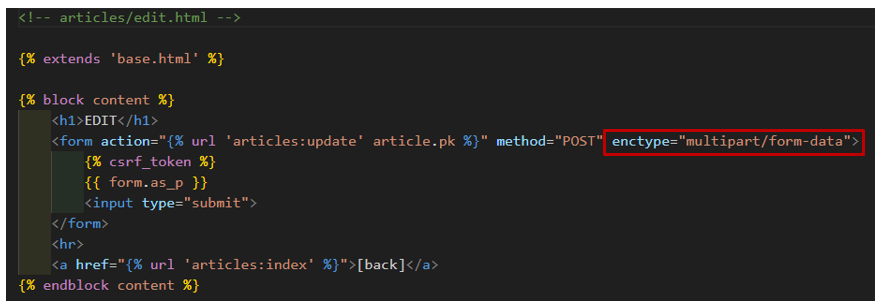 <!-- articles/edit.html -->
{% extends 'base.html' %}
{% block content %}
<h1>EDIT</h1>
<form action="{% url 'articles:update' article.pk %}" method="POST" enctype="multipart/form-data">
{% csrf_token %}
{{ form.as_p }}
<input type="submit">
</form>
<hr>
<a href="{% url 'articles:index' %}">[back]</a>
{% endblock content %}